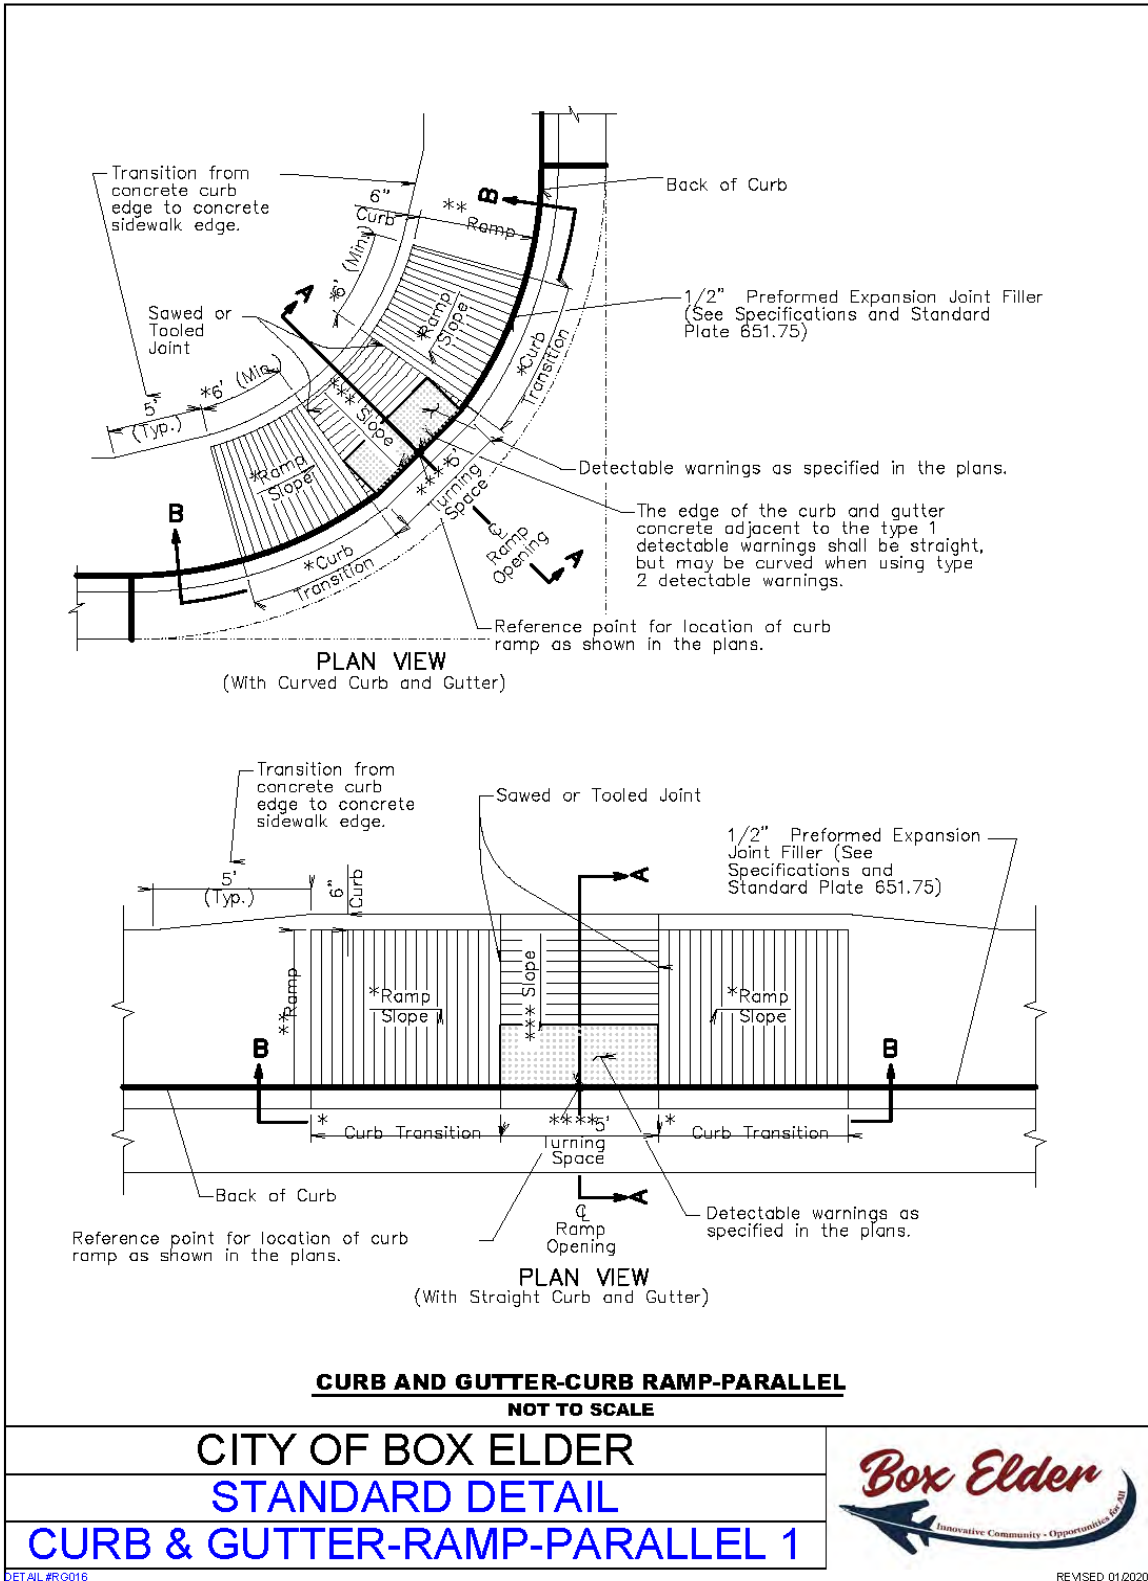 Transition from
concrete curb
edge to concrete
sidewalk edge.
6"
Curb
**
Ramp
B
Back of Curb
*6' (Min.)
A
*Ramp
Slope
1/2" Preformed Expansion Joint Filler
(See Specifications and Standard
Plate 651.75)
Sawed or
Tooled
Joint
*Curb
Transition
*6' (Min.)
5'
(Typ.)
*** Slope
*Ramp
Slope
****5'
Turning
Space
Detectable warnings as specified in the plans.
B
The edge of the curb and gutter
concrete adjacent to the type 1
detectable warnings shall be straight,
but may be curved when using type
2 detectable warnings.
℄
Ramp
Opening
A
*Curb
Transition
Reference point for location of curb
ramp as shown in the plans.
PLAN VIEW
(With Curved Curb and Gutter)
Transition from
concrete curb
edge to concrete
sidewalk edge.
Sawed or Tooled Joint
1/2" Preformed Expansion
Joint Filler (See
Specifications and
Standard Plate 651.75)
5'
(Typ.)
6"
Curb
A
**Ramp
*Ramp
Slope
*** Slope
*Ramp
Slope
B
B
*
Curb Transition
****5'
Turning
Space
*
Curb Transition
Back of Curb
A
℄
Ramp
Opening
Detectable warnings as
specified in the plans.
Reference point for location of curb
ramp as shown in the plans.
PLAN VIEW
(With Straight Curb and Gutter)
CURB AND GUTTER-CURB RAMP-PARALLEL
NOT TO SCALE
CITY OF BOX ELDER
STANDARD DETAIL
CURB & GUTTER-RAMP-PARALLEL 1
Box Elder
Innovative Community - Opportunities for All
DETAIL #RG016
REVISED 01/2020